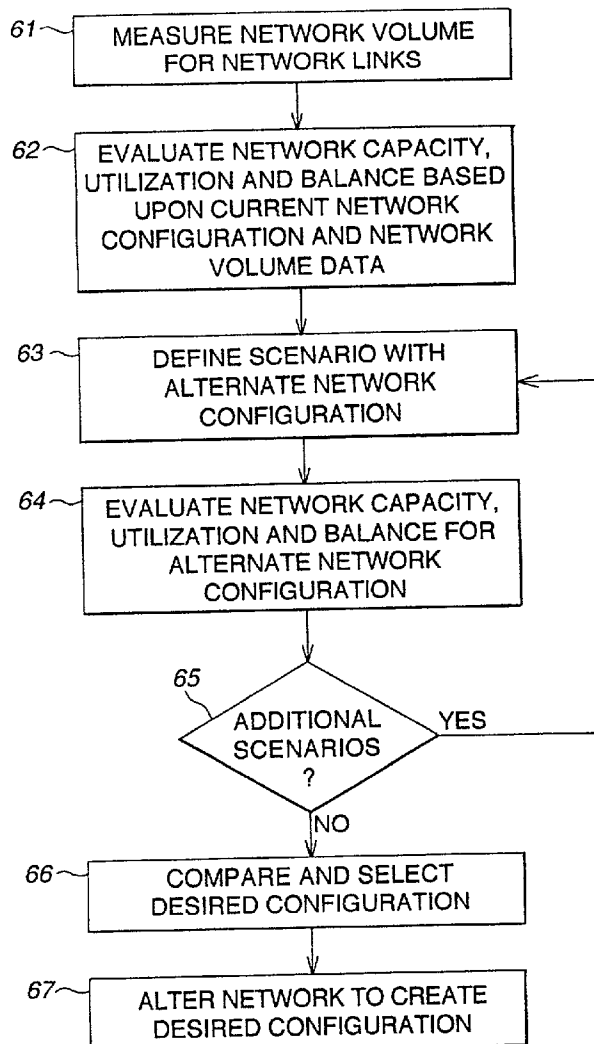 61
MEASURE NETWORK VOLUME
FOR NETWORK LINKS
62
EVALUATE NETWORK CAPACITY,
UTILIZATION AND BALANCE BASED
UPON CURRENT NETWORK
CONFIGURATION AND NETWORK
VOLUME DATA
63
DEFINE SCENARIO WITH
ALTERNATE NETWORK
CONFIGURATION
64
EVALUATE NETWORK CAPACITY,
UTILIZATION AND BALANCE FOR
ALTERNATE NETWORK
CONFIGURATION
65
ADDITIONAL
SCENARIOS
?
YES
NO
66
COMPARE AND SELECT
DESIRED CONFIGURATION
67
ALTER NETWORK TO CREATE
DESIRED CONFIGURATION